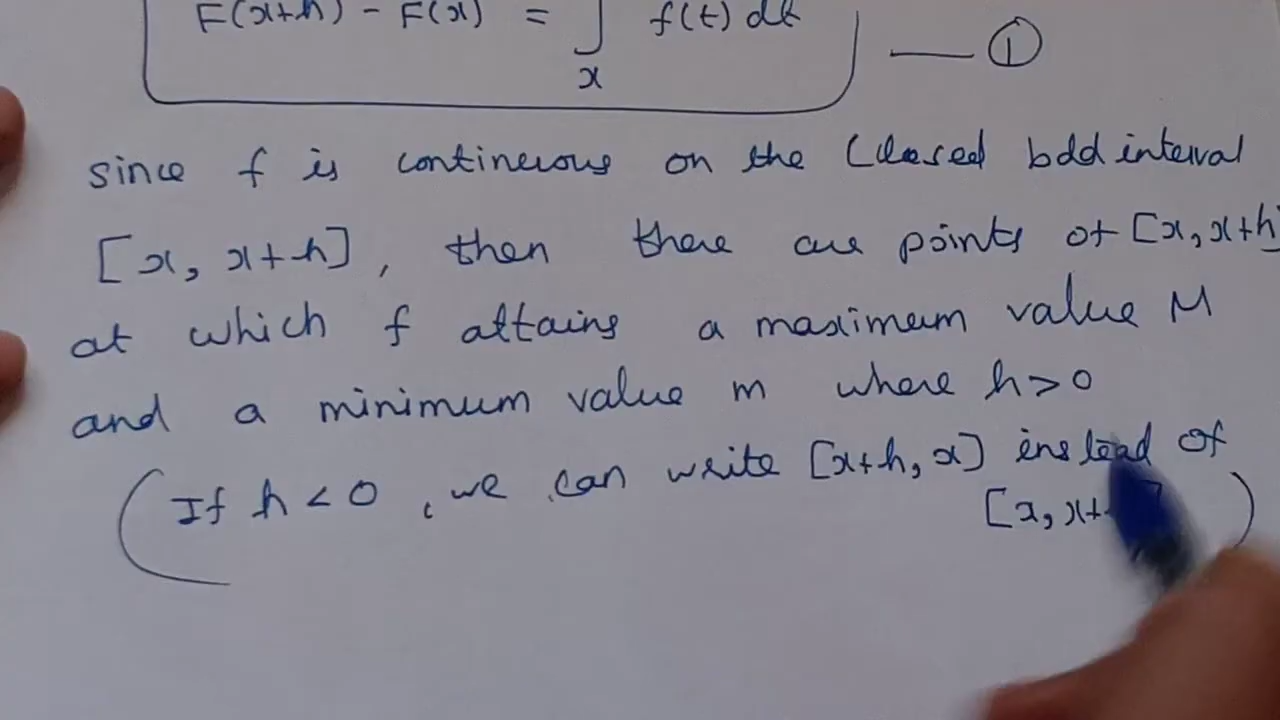 F(x+h) - F(x) = ∫ₓ f(t) dt —— ①
since f is continuous on the closed bdd interval
[x, x+h], then there are points of [x, x+h]
at which f attains a maximum value M
and a minimum value m where h>0
(If h<0, we can write [x+h, x] instead of
[x, x+ )